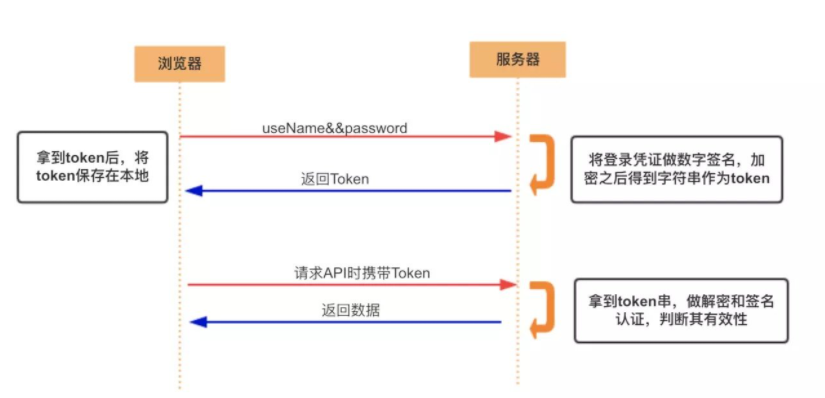 浏览器
服务器
useName&&password
拿到token后，将
token保存在本地
将登录凭证做数字签名，加
密之后得到字符串作为token
返回Token
请求API时携带Token
返回数据
拿到token串，做解密和签名
认证，判断其有效性